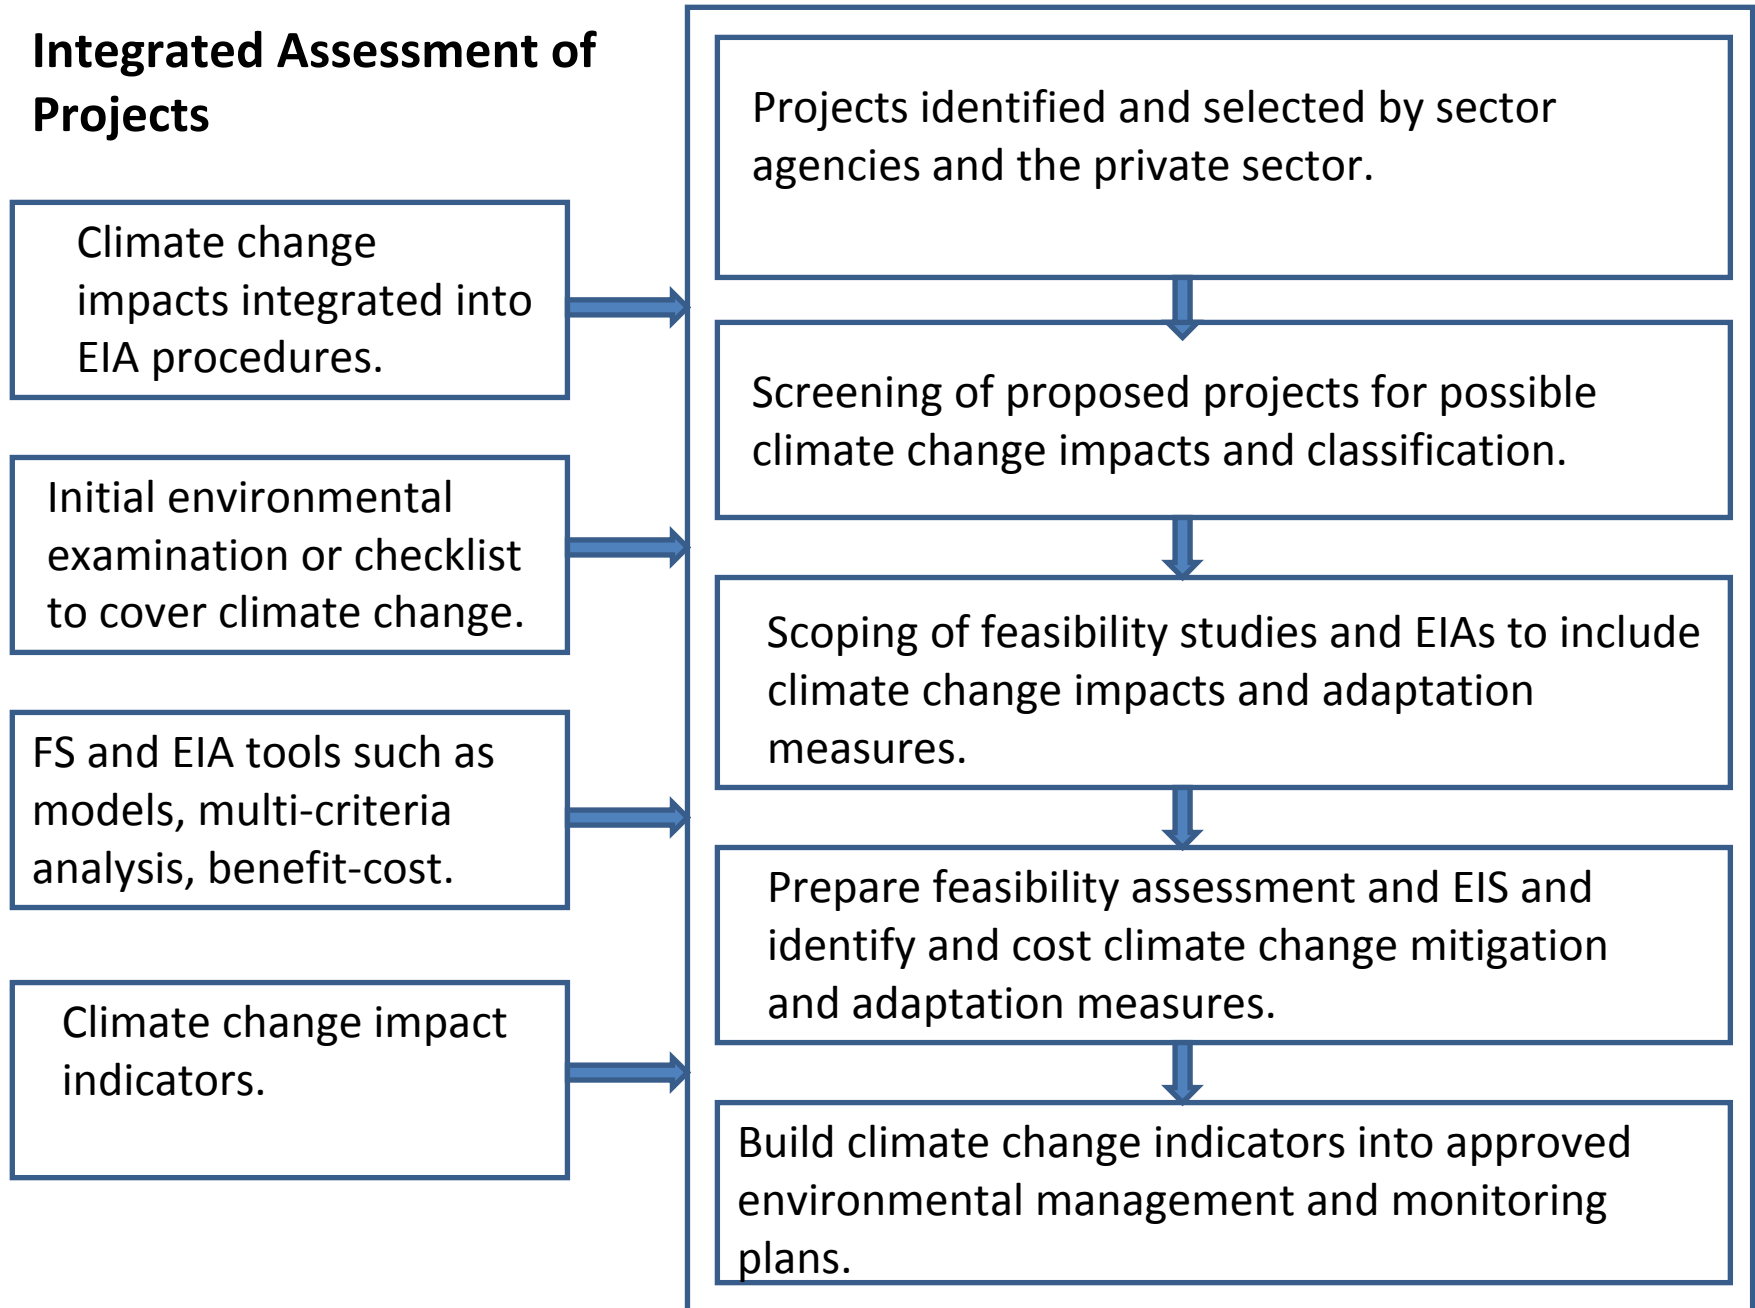 Integrated Assessment of
Projects
Climate change
impacts integrated into
EIA procedures.
Initial environmental
examination or checklist
to cover climate change.
FS and EIA tools such as
models, multi-criteria
analysis, benefit-cost.
Climate change impact
indicators.
Projects identified and selected by sector
agencies and the private sector.
Screening of proposed projects for possible
climate change impacts and classification.
Scoping of feasibility studies and EIAs to include
climate change impacts and adaptation
measures.
Prepare feasibility assessment and EIS and
identify and cost climate change mitigation
and adaptation measures.
Build climate change indicators into approved
environmental management and monitoring
plans.